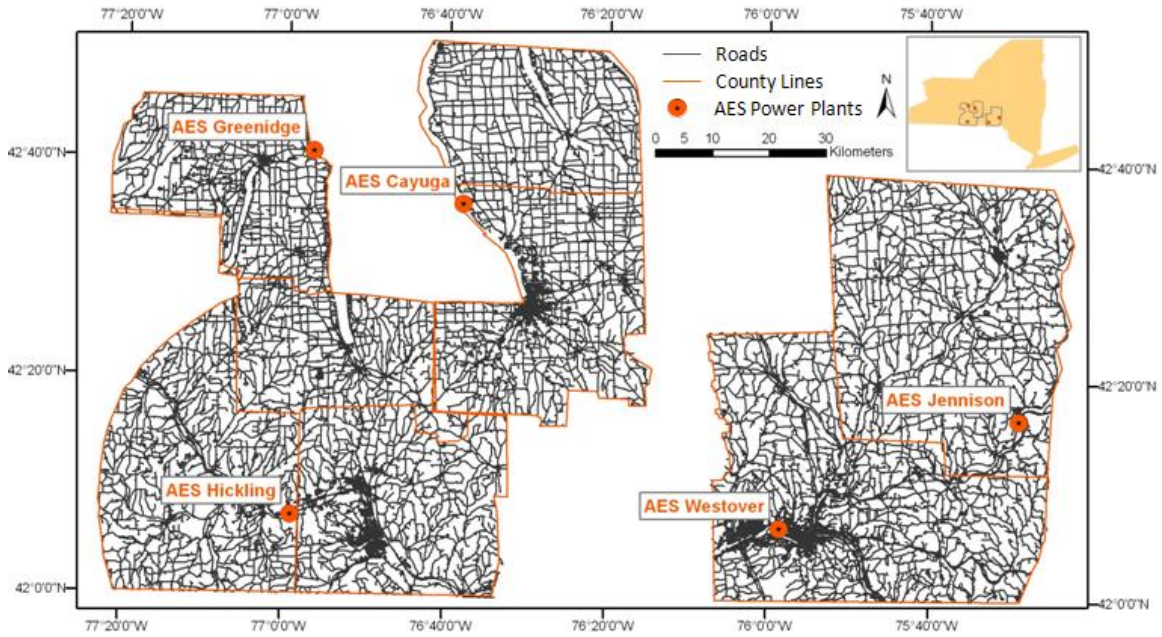 77°20'0"W 77°0'0"W 76°40'0"W 76°20'0"W 76°0'0"W 75°40'0"W
Roads
County Lines
AES Power Plants
N
0 5 10 20 30
Kilometers
AES Greenidge
42°40'0"N
AES Cayuga
42°40'0"N
42°20'0"N
42°20'0"N
AES Jennison
AES Hickling
AES Westover
42°0'0"N
42°0'0"N
77°20'0"W 77°0'0"W 76°40'0"W 76°20'0"W 76°0'0"W 75°40'0"W